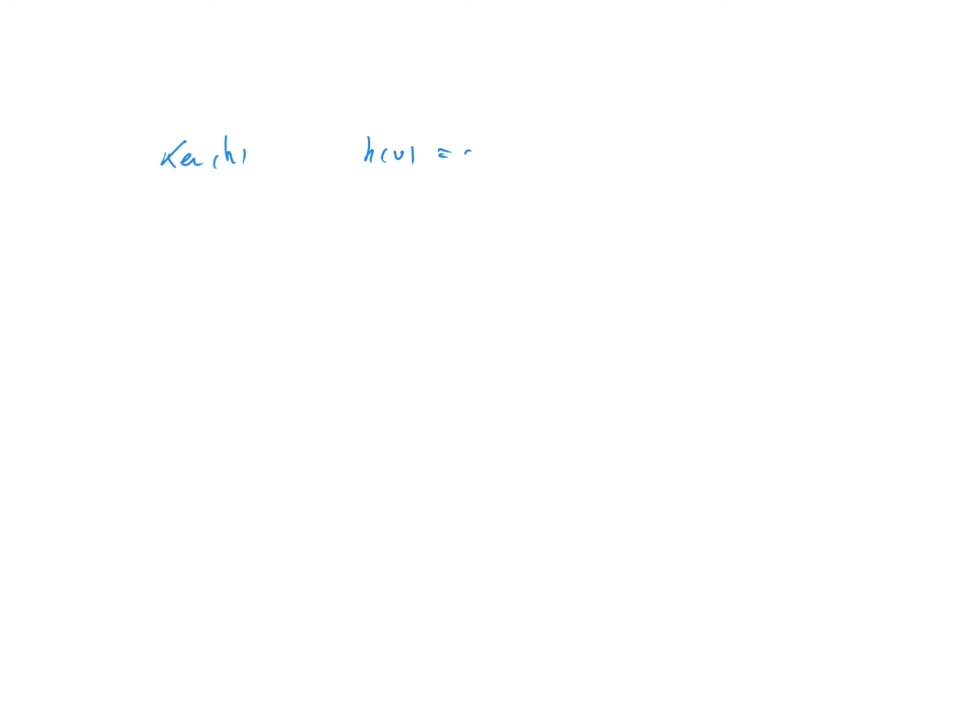 Ker(h) h(v) =